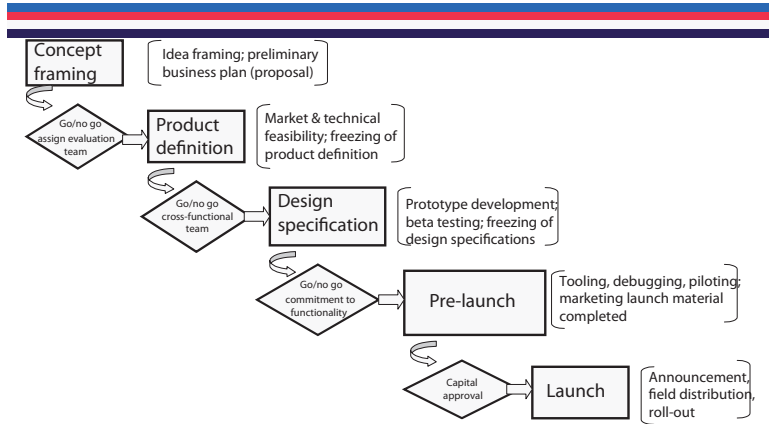 Concept
framing
Idea framing; preliminary
business plan (proposal)
Go/no go
assign evaluation
team
Product
definition
Market & technical
feasibility; freezing of
product definition
Go/no go
cross-functional
team
Design
specification
Prototype development;
beta testing; freezing of
design specifications
Go/no go
commitment to
functionality
Pre-launch
Tooling, debugging, piloting;
marketing launch material
completed
Capital
approval
Launch
Announcement,
field distribution,
roll-out